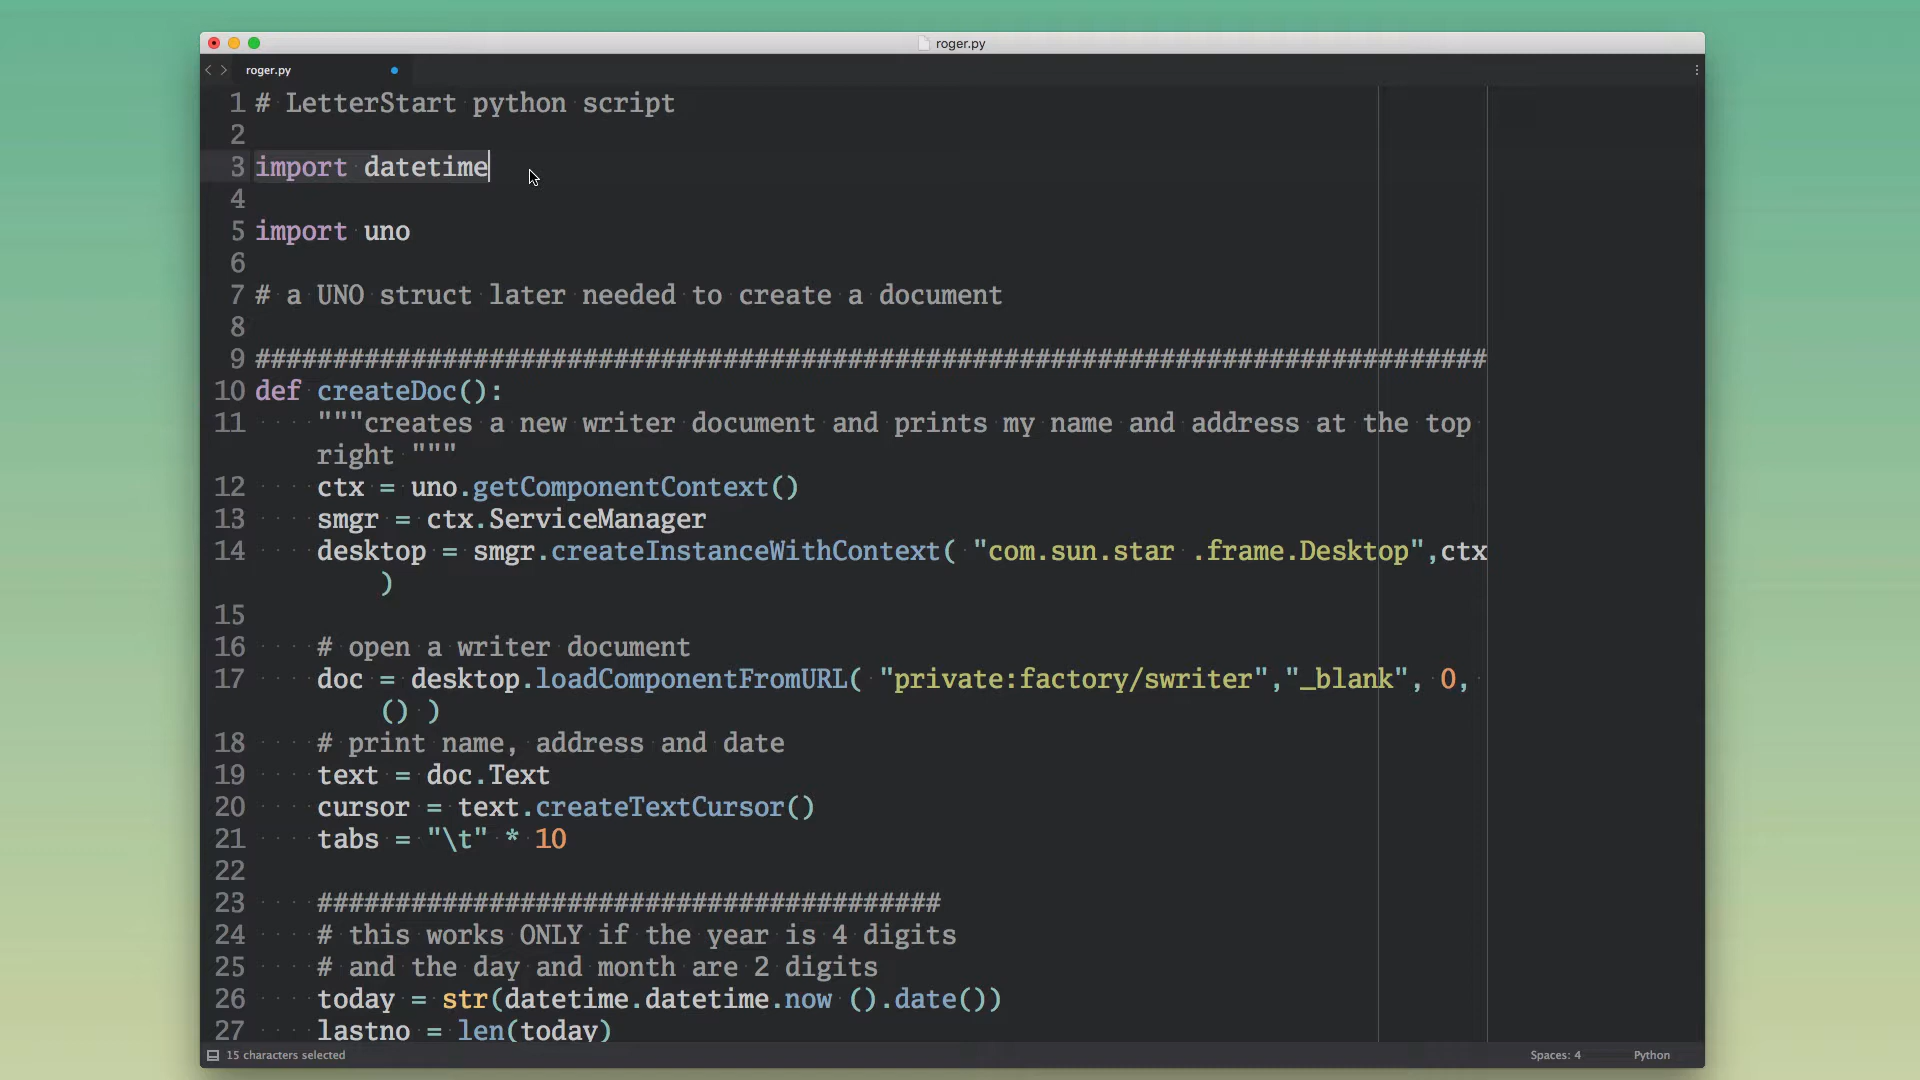 roger.py
roger.py
1 # LetterStart python script
2
3 import datetime
4
5 import uno
6
7 # a UNO struct later needed to create a document
8
9 ###############################################################################
10 def createDoc():
11     """creates a new writer document and prints my name and address at the top
right """
12     ctx = uno.getComponentContext()
13     smgr = ctx.ServiceManager
14     desktop = smgr.createInstanceWithContext( "com.sun.star .frame.Desktop",ctx
)
15
16     # open a writer document
17     doc = desktop.loadComponentFromURL( "private:factory/swriter","_blank", 0,
() )
18     # print name, address and date
19     text = doc.Text
20     cursor = text.createTextCursor()
21     tabs = "\t" * 10
22
23     ########################################
24     # this works ONLY if the year is 4 digits
25     # and the day and month are 2 digits
26     today = str(datetime.datetime.now ().date())
27     lastno = len(today)
15 characters selected
Spaces: 4
Python